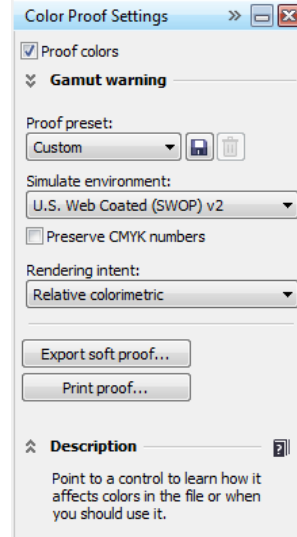 Color Proof Settings
Proof colors
Gamut warning
Proof preset:
Custom
Simulate environment:
U.S. Web Coated (SWOP) v2
Preserve CMYK numbers
Rendering intent:
Relative colorimetric
Export soft proof...
Print proof...
Description
Point to a control to learn how it
affects colors in the file or when
you should use it.